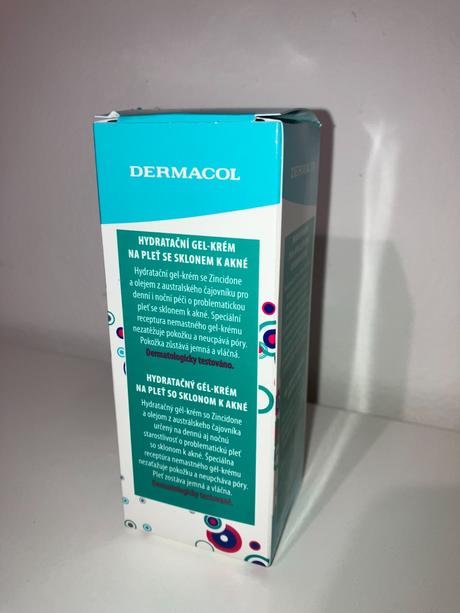 DERMACOL
HYDRATAČNÍ GEL-KRÉM
NA PLEŤ SE SKLONEM K AKNÉ
Hydratační gel-krém se Zincidone
a olejem z australského čajovníku pro
denní i noční péči o problematickou
pleť se sklonem k akné. Speciální
receptura nemastného gel-krému
nezatěžuje pokožku a neucpává póry.
Pokožka zůstává jemná a vláčná.
Dermatologicky testováno.
HYDRATAČNÝ GÉL-KRÉM
NA PLEŤ SO SKLONOM K AKNÉ
Hydratačný gél-krém so Zincidone
a olejom z austrálskeho čajovníka
určený na dennú aj nočnú
starostlivosť o problematickú pleť
so sklonom k akné. Špeciálna
receptúra nemastného gél-krému
nezaťažuje pokožku a neupcháva póry.
Pleť zostáva jemná a vláčna.
Dermatologicky testované.